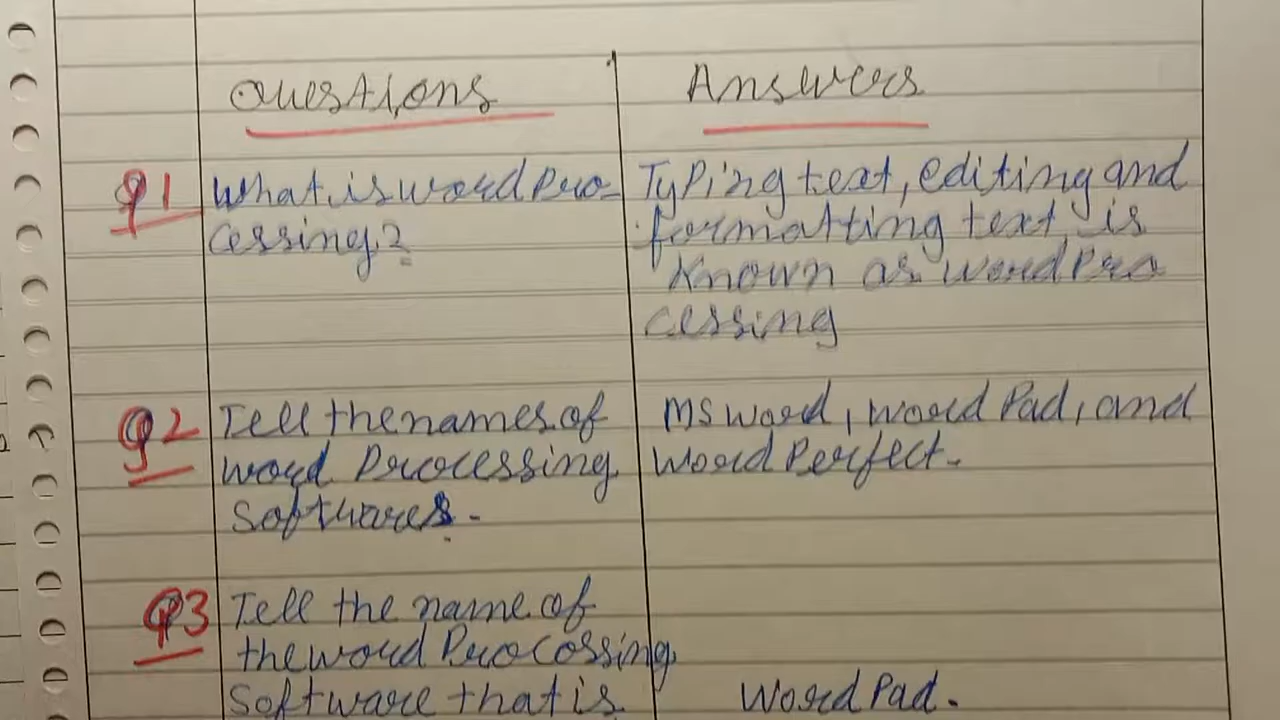 Questions
Answers
Q1
What is word Pro-
cessing?
Typing text, editing and
formatting text is
Known as word Pro
cessing
Q2
Tell the names of
word Processing
Softwares.
MS word, word Pad, and
word Perfect.
Q3
Tell the name of
the word Procossing
Software that is
Word Pad.